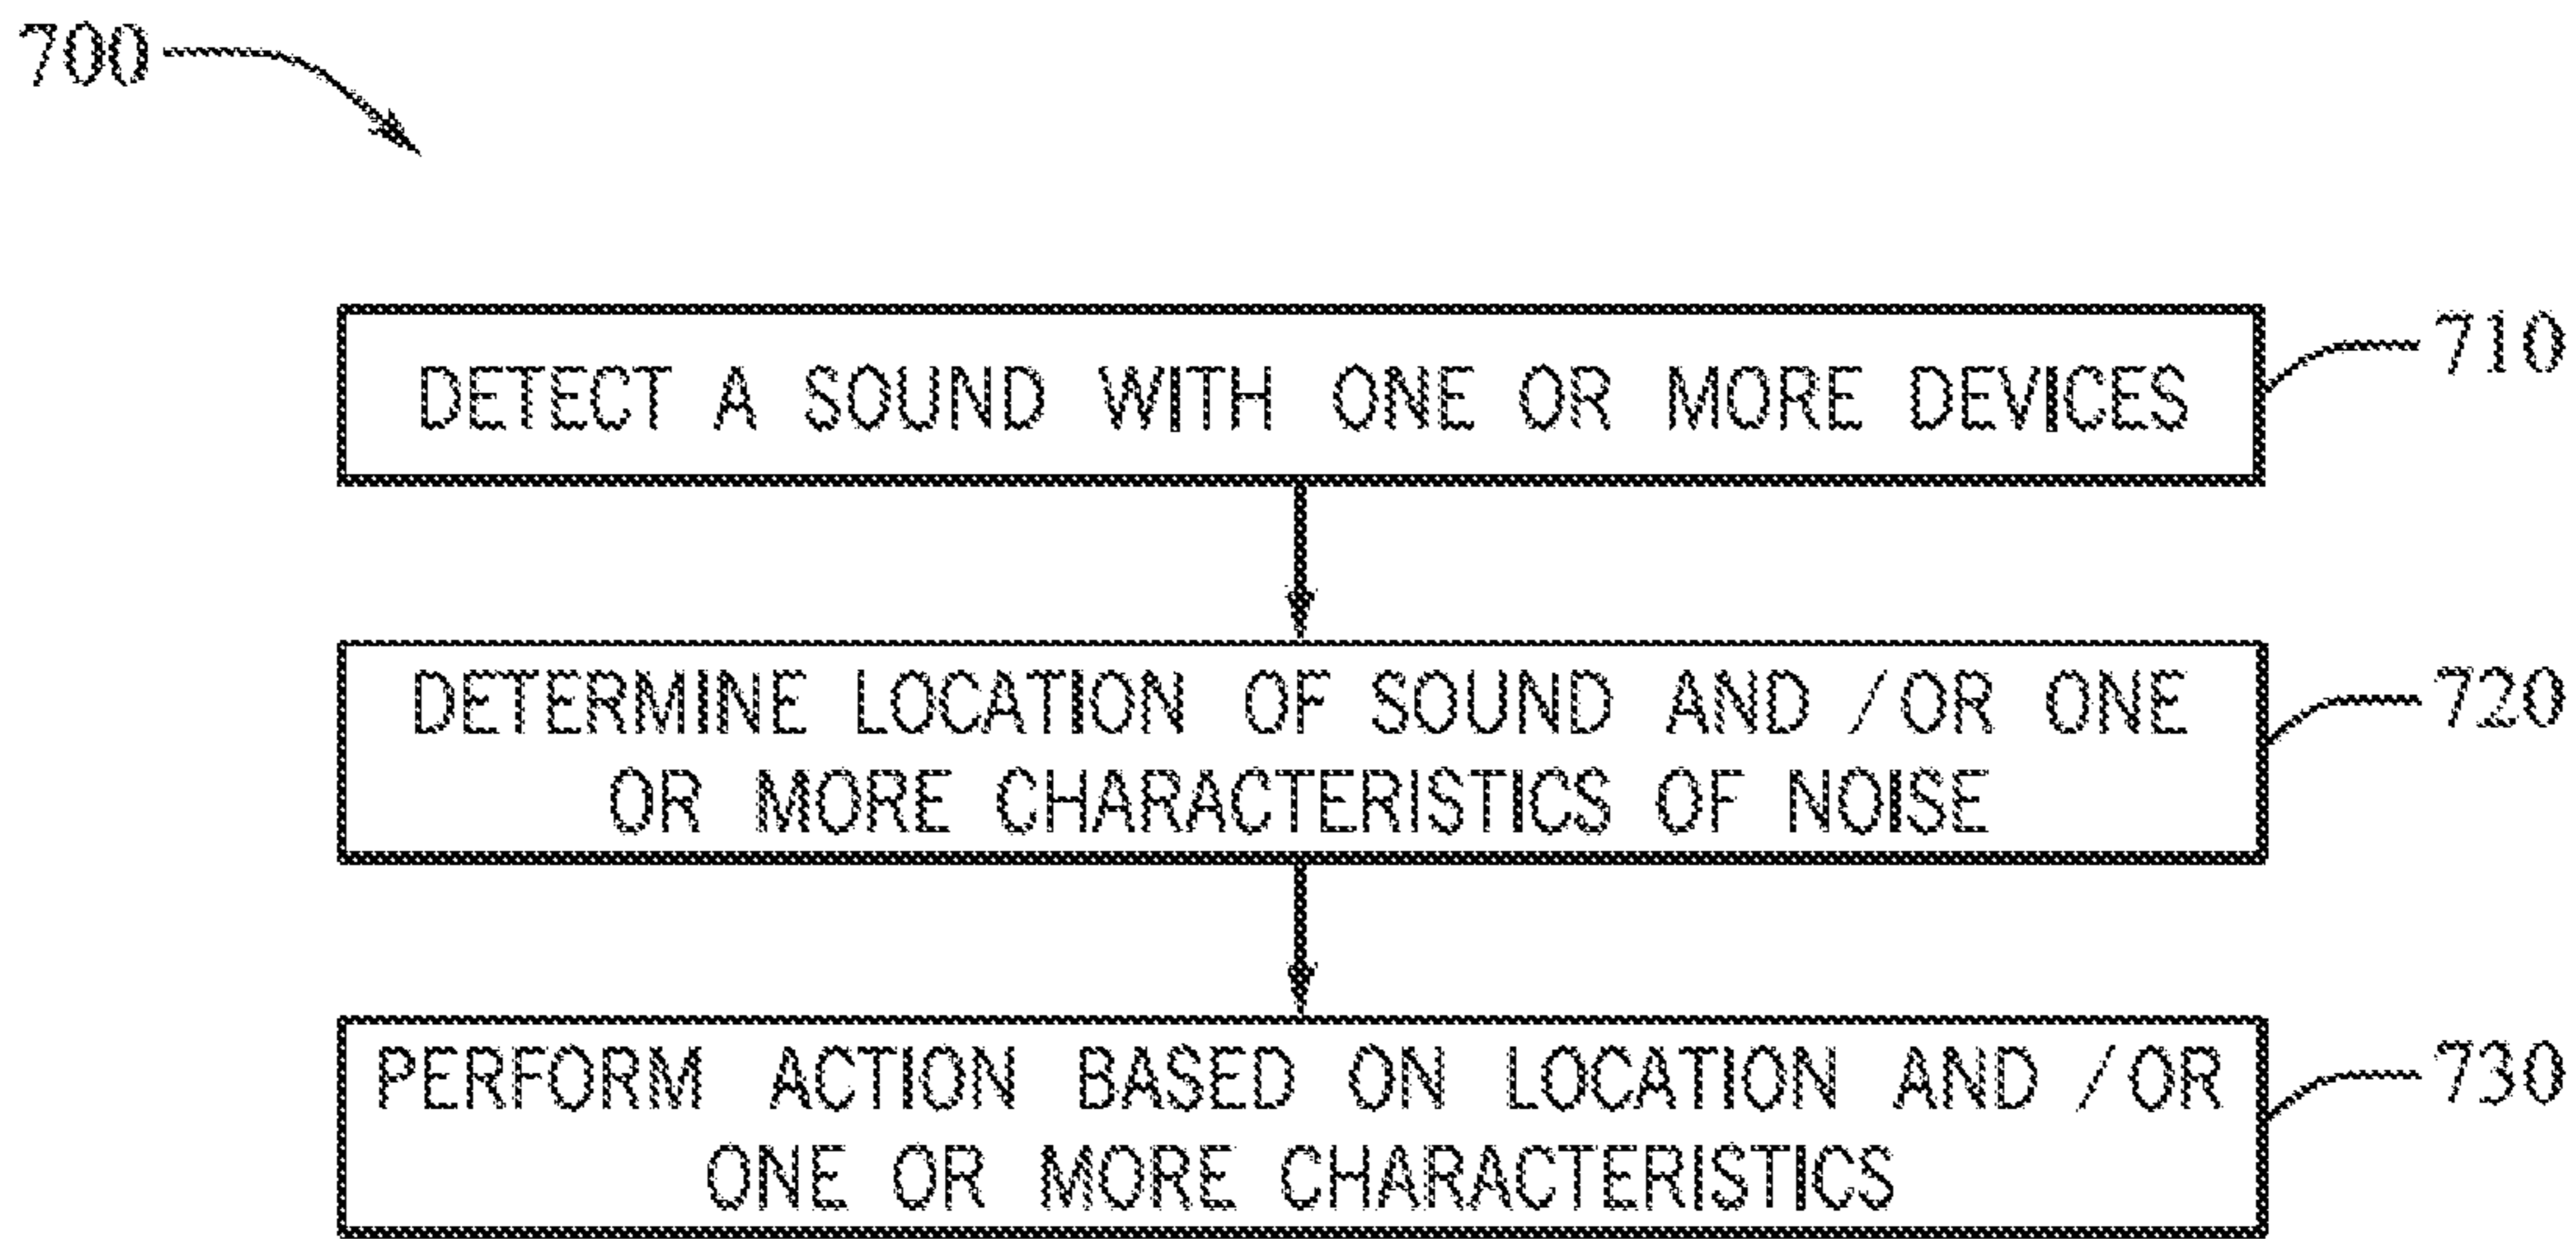 700
DETECT A SOUND WITH ONE OR MORE DEVICES
710
DETERMINE LOCATION OF SOUND AND /OR ONE
OR MORE CHARACTERISTICS OF NOISE
720
PERFORM ACTION BASED ON LOCATION AND /OR
ONE OR MORE CHARACTERISTICS
730